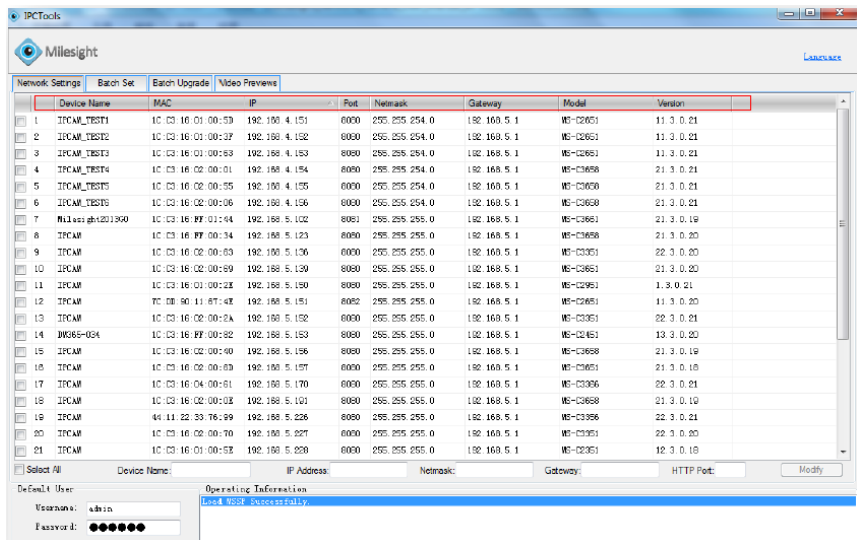 IPCTools
Milesight
Language
Network Settings Batch Set Batch Upgrade Video Previews
Device Name MAC IP Port Netmask Gateway Model Version
1 IPCAM_TEST1 1C:C3:16:01:00:5D 192.168.4.151 8080 255.255.254.0 192.168.5.1 MS-C2651 11.3.0.21
2 IPCAM_TEST2 1C:C3:16:01:00:3F 192.168.4.152 8080 255.255.254.0 192.168.5.1 MS-C2651 11.3.0.21
3 IPCAM_TEST3 1C:C3:16:01:00:63 192.168.4.153 8080 255.255.254.0 192.168.5.1 MS-C2651 11.3.0.21
4 IPCAM_TEST4 1C:C3:16:02:00:01 192.168.4.154 8080 255.255.254.0 192.168.5.1 MS-C3658 21.3.0.21
5 IPCAM_TEST5 1C:C3:16:02:00:55 192.168.4.155 8080 255.255.254.0 192.168.5.1 MS-C3658 21.3.0.21
6 IPCAM_TEST6 1C:C3:16:02:00:06 192.168.4.156 8080 255.255.254.0 192.168.5.1 MS-C3658 21.3.0.21
7 Milesight2013GO 1C:C3:16:FF:01:44 192.168.5.102 8081 255.255.255.0 192.168.5.1 MS-C3651 21.3.0.19
8 IPCAM 1C:C3:16:FF:00:34 192.168.5.123 8080 255.255.255.0 192.168.5.1 MS-C3658 21.3.0.20
9 IPCAM 1C:C3:16:02:00:63 192.168.5.136 8080 255.255.255.0 192.168.5.1 MS-C3351 22.3.0.21
10 IPCAM 1C:C3:16:02:00:69 192.168.5.139 8080 255.255.255.0 192.168.5.1 MS-C3651 21.3.0.20
11 IPCAM 1C:C3:16:01:00:2E 192.168.5.150 8080 255.255.255.0 192.168.5.1 MS-C2951 1.3.0.21
12 IPCAM 7C:DD:90:11:67:4E 192.168.5.151 8082 255.255.255.0 192.168.5.1 MS-C2651 11.3.0.20
13 IPCAM 1C:C3:16:02:00:2A 192.168.5.152 8080 255.255.255.0 192.168.5.1 MS-C3351 22.3.0.21
14 DW365-034 1C:C3:16:FF:00:82 192.168.5.153 8080 255.255.255.0 192.168.5.1 MS-C2451 13.3.0.20
15 IPCAM 1C:C3:16:02:00:40 192.168.5.156 8080 255.255.255.0 192.168.5.1 MS-C3658 21.3.0.19
16 IPCAM 1C:C3:16:02:00:6D 192.168.5.157 8080 255.255.255.0 192.168.5.1 MS-C3651 21.3.0.18
17 IPCAM 1C:C3:16:04:00:61 192.168.5.170 8080 255.255.255.0 192.168.5.1 MS-C3366 22.3.0.21
18 IPCAM 1C:C3:16:02:00:0E 192.168.5.191 8080 255.255.255.0 192.168.5.1 MS-C3658 21.3.0.19
19 IPCAM 44:11:22:33:76:99 192.168.5.226 8080 255.255.255.0 192.168.5.1 MS-C3356 22.3.0.21
20 IPCAM 1C:C3:16:02:00:70 192.168.5.227 8080 255.255.255.0 192.168.5.1 MS-C3351 22.3.0.20
21 IPCAM 1C:C3:16:01:00:5E 192.168.5.228 8080 255.255.255.0 192.168.5.1 MS-C2351 12.3.0.18
Select All Device Name: IP Address: Netmask: Gateway: HTTP Port: Modify
Default User Operating Information
Load WSSF Successfully.
Username: admin
Password: ●●●●●●